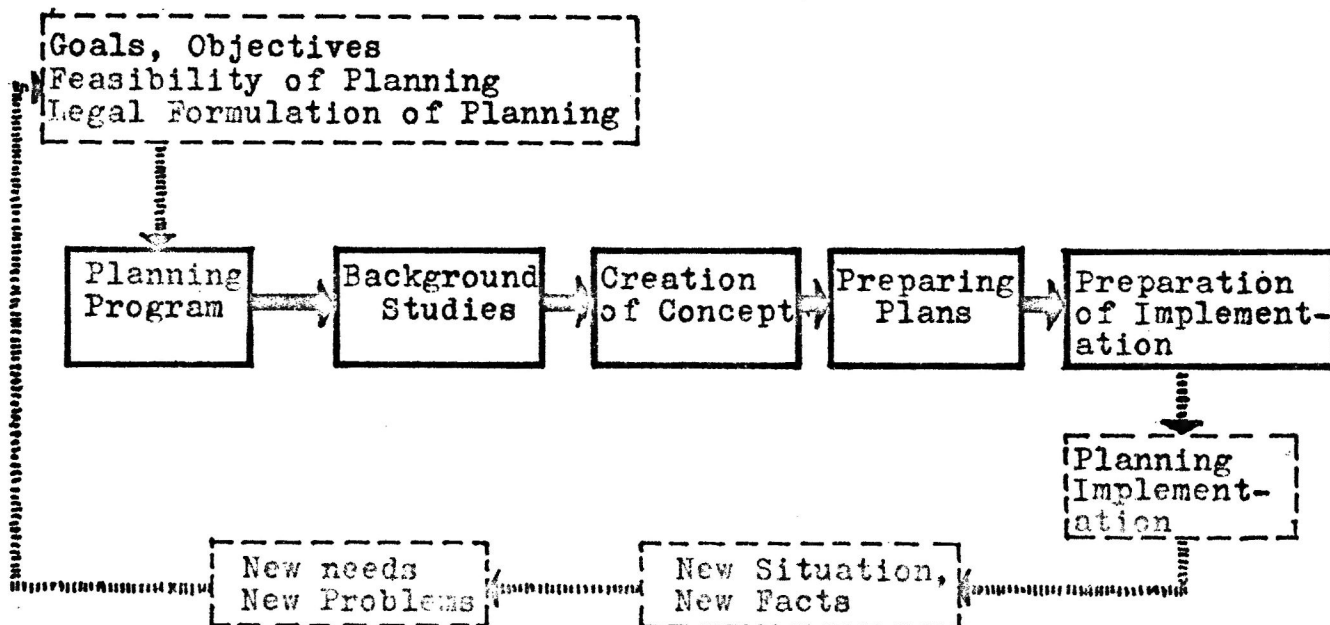 Goals, Objectives
Feasibility of Planning
Legal Formulation of Planning
Planning
Program
Background
Studies
Creation
of Concept
Preparing
Plans
Preparation
of Implement-
ation
Planning
Implement-
ation
New Situation,
New Facts
New needs
New Problems